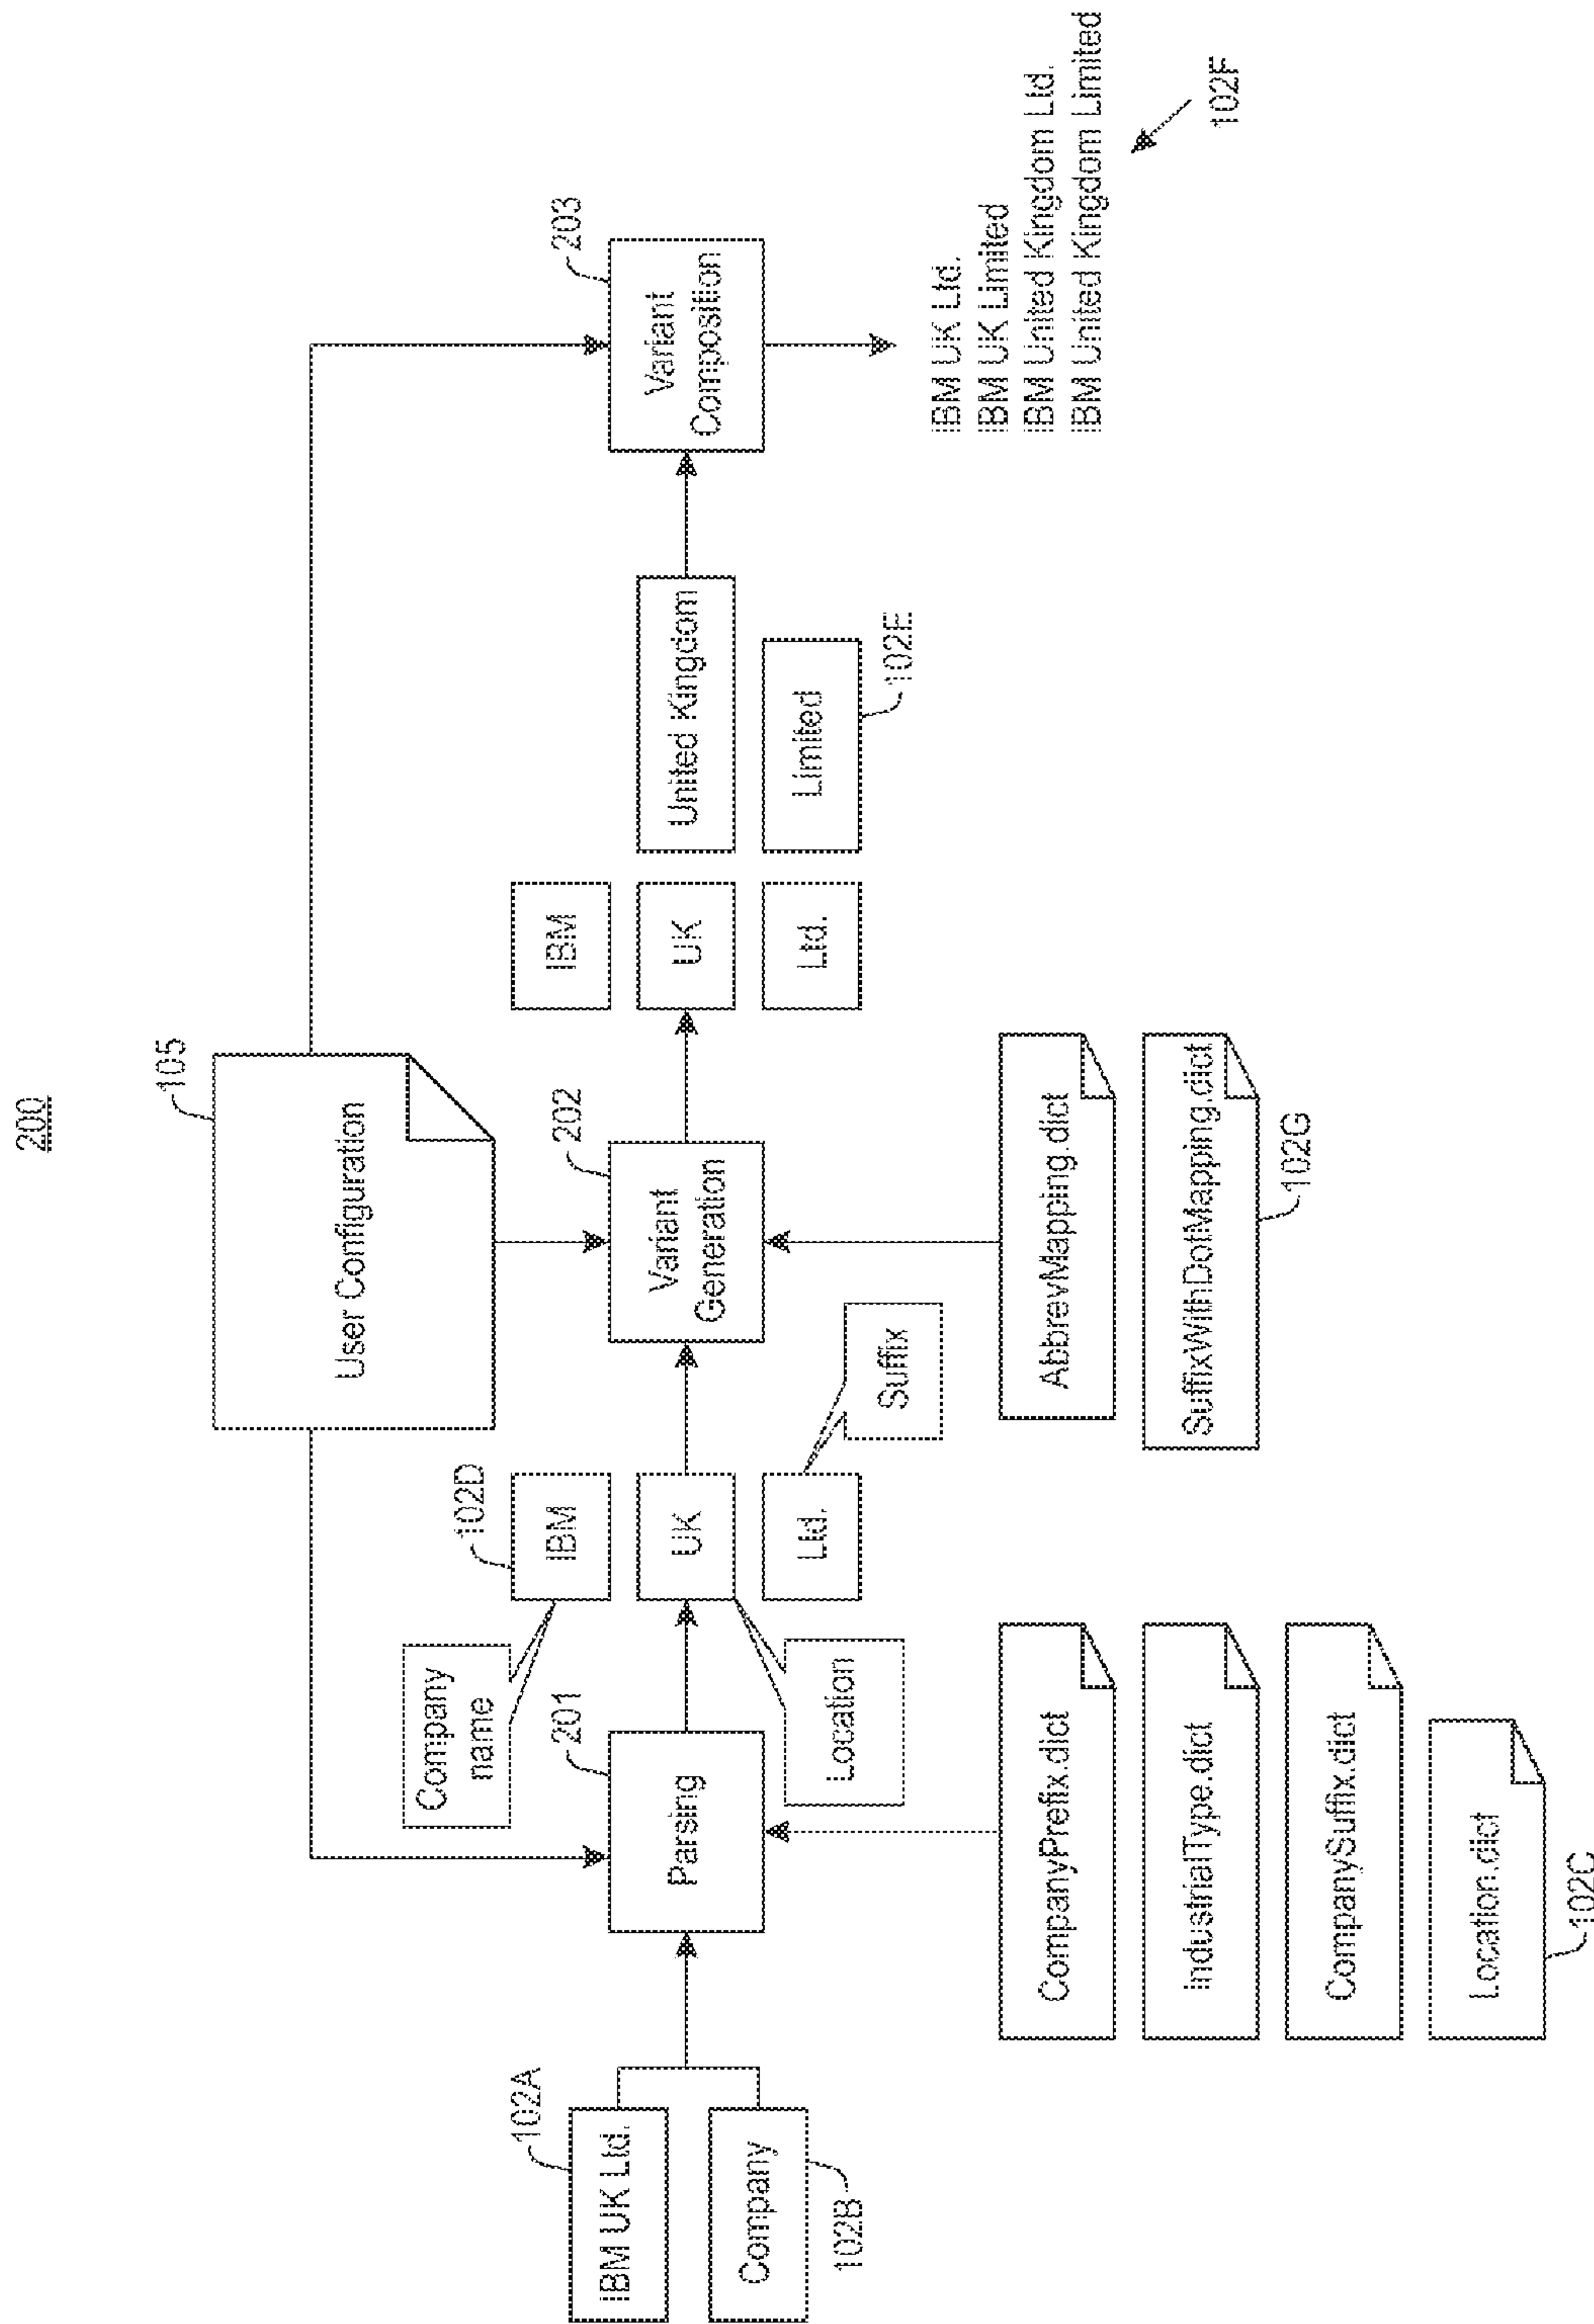 200
User Configuration
105
IBM UK Ltd.
102A
Company
102B
Parsing
201
Company
name
Location
IBM
102D
UK
Ltd.
Suffix
CompanyPrefix.dict
IndustrialType.dict
CompanySuffix.dict
Location.dict
102C
Variant
Generation
202
AbbrevMapping.dict
SuffixWithDotMapping.dict
102G
IBM
UK
Ltd.
United Kingdom
Limited
102E
Variant
Composition
203
IBM UK Ltd.
IBM UK Limited
IBM United Kingdom Ltd.
IBM United Kingdom Limited
102F